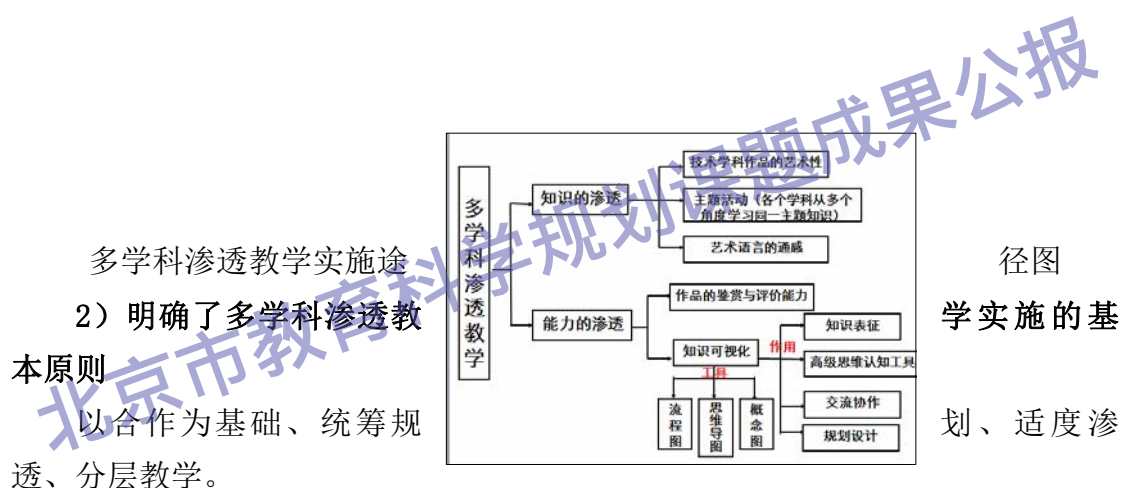 北京市教育科学规划课题成果公报
多学科渗透教学
知识的渗透
技术学科作品的艺术性
主题活动（各个学科从多个
角度学习同一主题知识）
艺术语言的通感
能力的渗透
作品的鉴赏与评价能力
知识可视化
作用
知识表征
高级思维认知工具
交流协作
规划设计
工具
流程图
思维导图
概念图
多学科渗透教学实施途径图
2）明确了多学科渗透教学实施的基
本原则
以合作为基础、统筹规划、适度渗
透、分层教学。